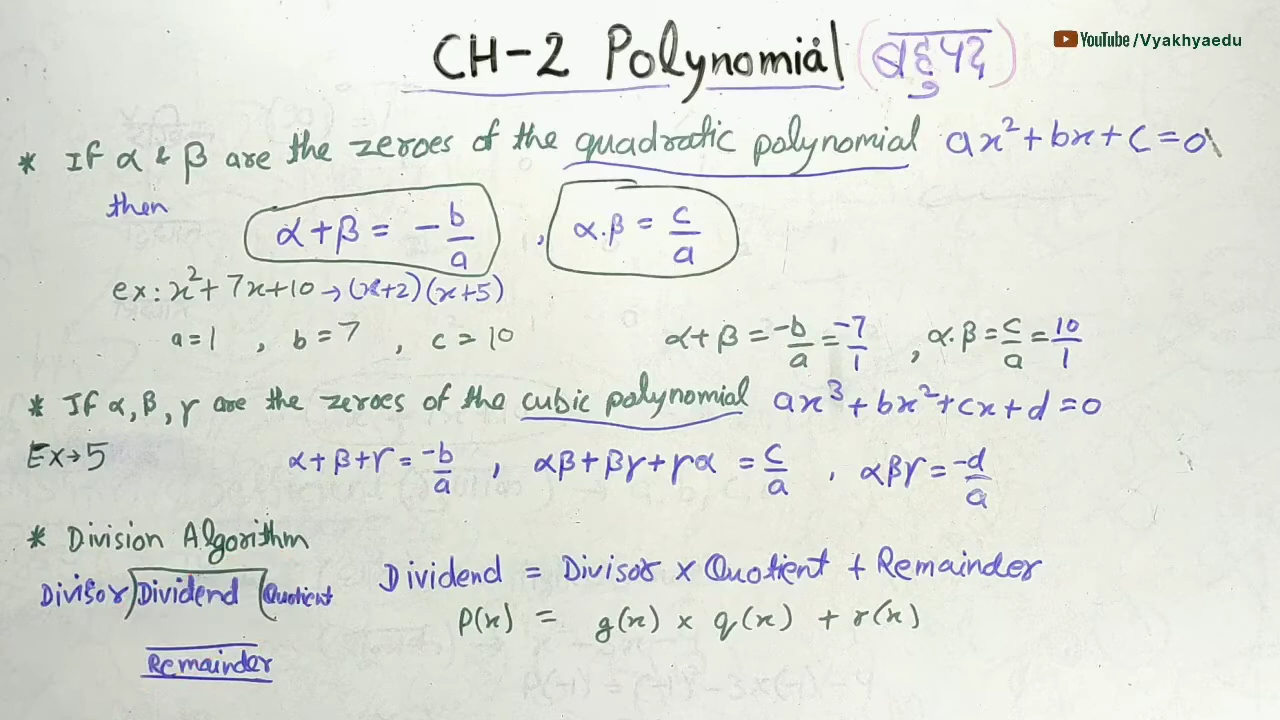 CH-2 Polynomial (बहुपद)
YouTube /Vyakhyaedu
* If α & β are the zeroes of the quadratic polynomial ax²+bx+c=0
then α+β = -b/a , α.β = c/a
ex: x²+7x+10→(x+2)(x+5)
a=1 , b=7 , c=10 α+β = -b/a = -7/1 , α.β = c/a = 10/1
* If α, β, γ are the zeroes of the cubic polynomial ax³+bx²+cx+d=0
Ex→5 α+β+γ = -b/a , αβ+βγ+γα = c/a , αβγ = -d/a
* Division Algorithm
Divisor)Dividend(Quotient Dividend = Divisor × Quotient + Remainder
P(x) = g(x) × q(x) + r(x)
Remainder